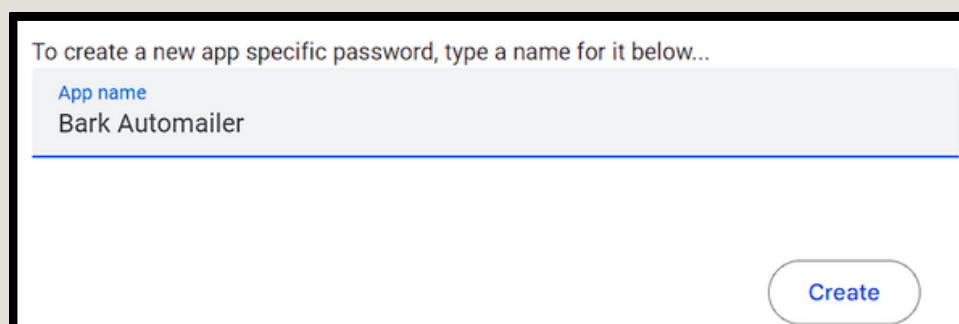 To create a new app specific password, type a name for it below...
App name
Bark Automailer
Create